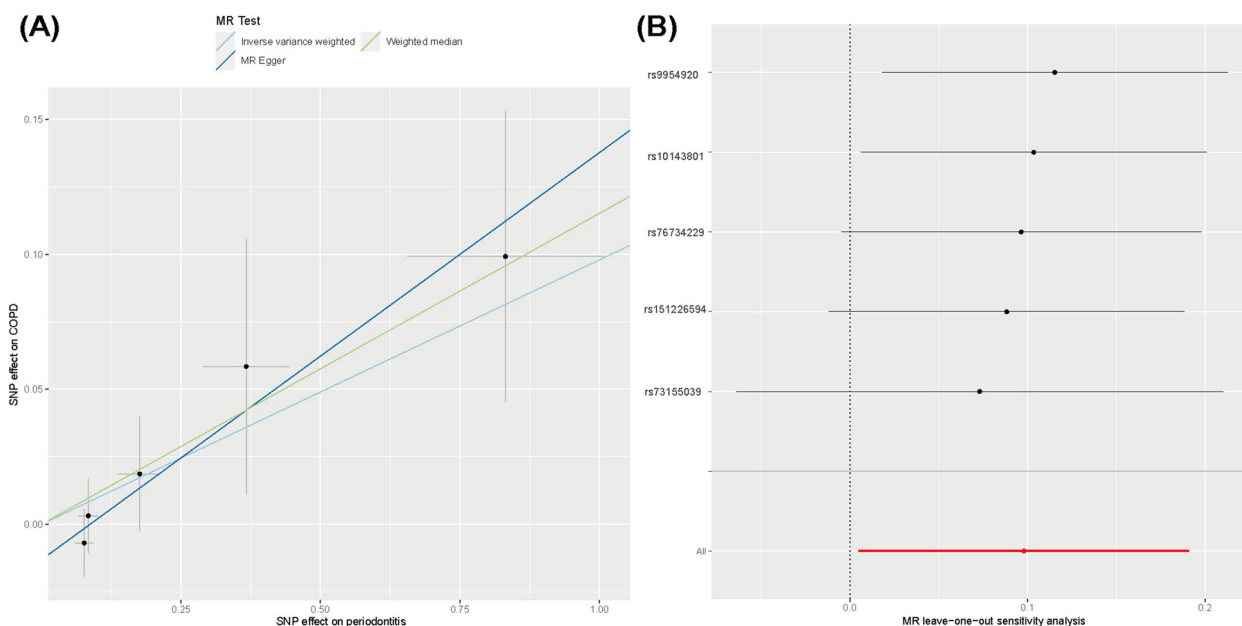 (A)
MR Test
Inverse variance weighted
Weighted median
MR Egger
SNP effect on COPD
0.15
0.10
0.05
0.00
0.25
0.50
0.75
1.00
SNP effect on periodontitis
(B)
rs9954920
rs10143801
rs76734229
rs151226594
rs73155039
All
0.0
0.1
0.2
MR leave−one−out sensitivity analysis